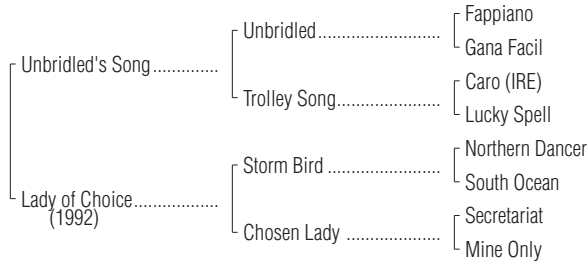 Fappiano
Unbridled....................
Gana Facil
Unbridled's Song..............
Caro (IRE)
Trolley Song.................
Lucky Spell
Northern Dancer
Storm Bird ...................
South Ocean
Lady of Choice.................
(1992)
Secretariat
Chosen Lady ................
Mine Only